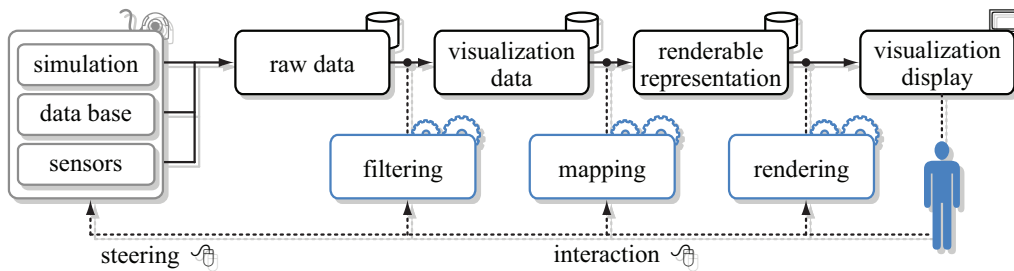 simulation
data base
sensors
raw data
visualization
data
renderable
representation
visualization
display
filtering
mapping
rendering
steering
interaction